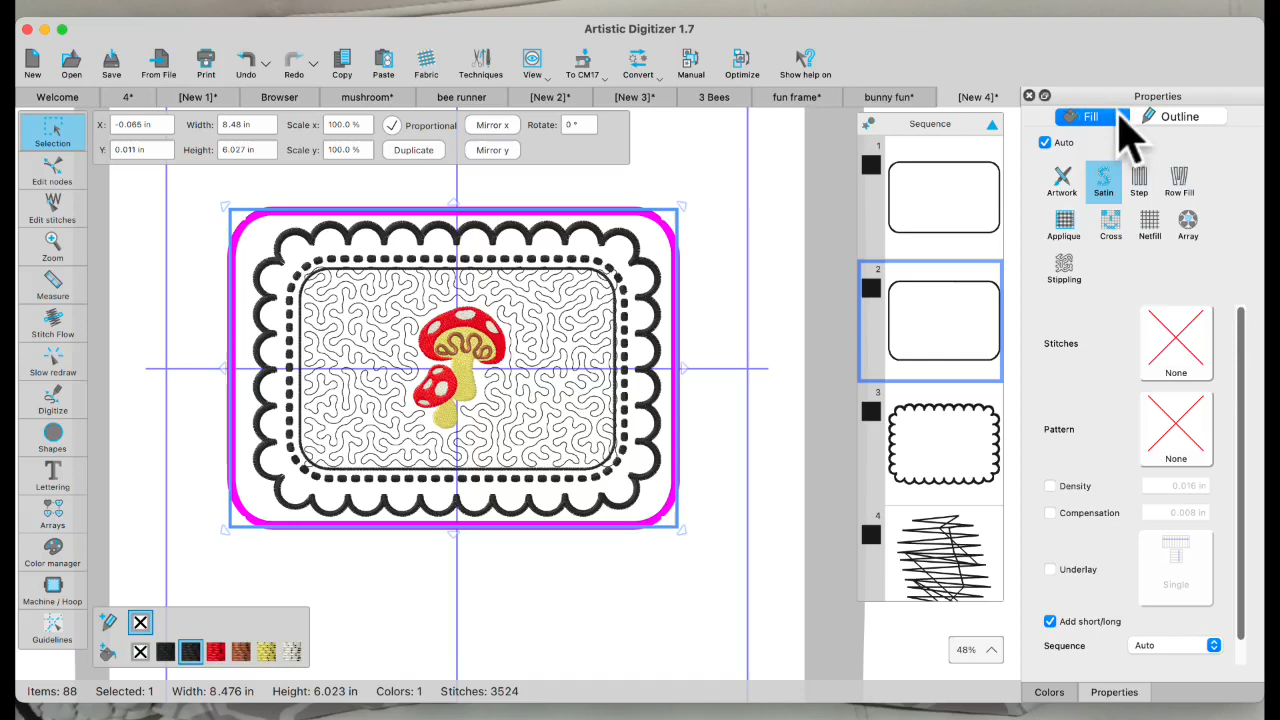 Artistic Digitizer 1.7
New Open Save From File Print Undo Redo Copy Paste Fabric Techniques View To CM17 Convert Manual Optimize Show help on
Welcome 4* [New 1]* Browser mushroom* bee runner [New 2]* [New 3]* 3 Bees fun frame* bunny fun* [New 4]*
Properties
Fill Outline
Auto
Artwork Satin Step Row Fill
Applique Cross Netfill Array
Stippling
Stitches None
Pattern None
Density 0.016 in
Compensation 0.008 in
Underlay Single
Add short/long
Sequence Auto
Colors Properties
X: -0.065 in Width: 8.48 in Scale x: 100.0 % Proportional Mirror x Rotate: 0 °
Y: 0.011 in Height: 6.027 in Scale y: 100.0 % Duplicate Mirror y
Selection
Edit nodes
Edit stitches
Zoom
Measure
Stitch Flow
Slow redraw
Digitize
Shapes
Lettering
Arrays
Color manager
Machine / Hoop
Guidelines
Sequence
1
2
3
4
48%
Items: 88 Selected: 1 Width: 8.476 in Height: 6.023 in Colors: 1 Stitches: 3524